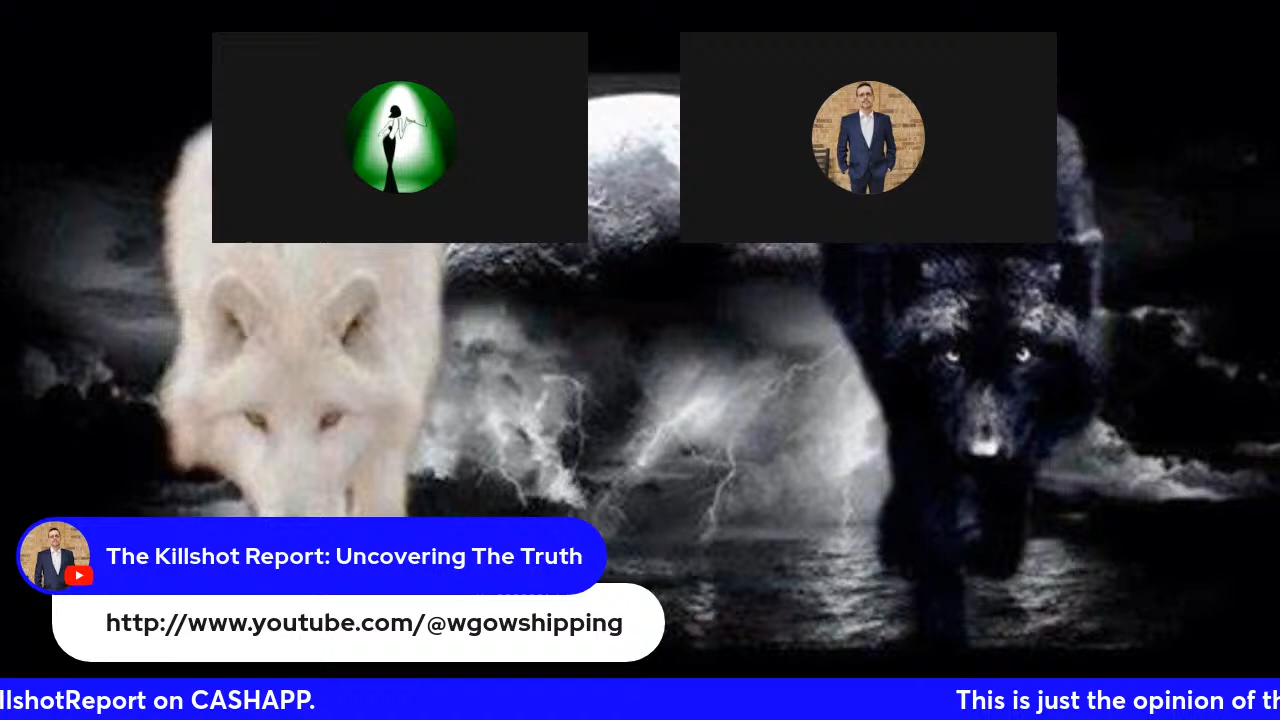 The Killshot Report: Uncovering The Truth
http://www.youtube.com/@wgowshipping
llshotReport on CASHAPP. This is just the opinion of th